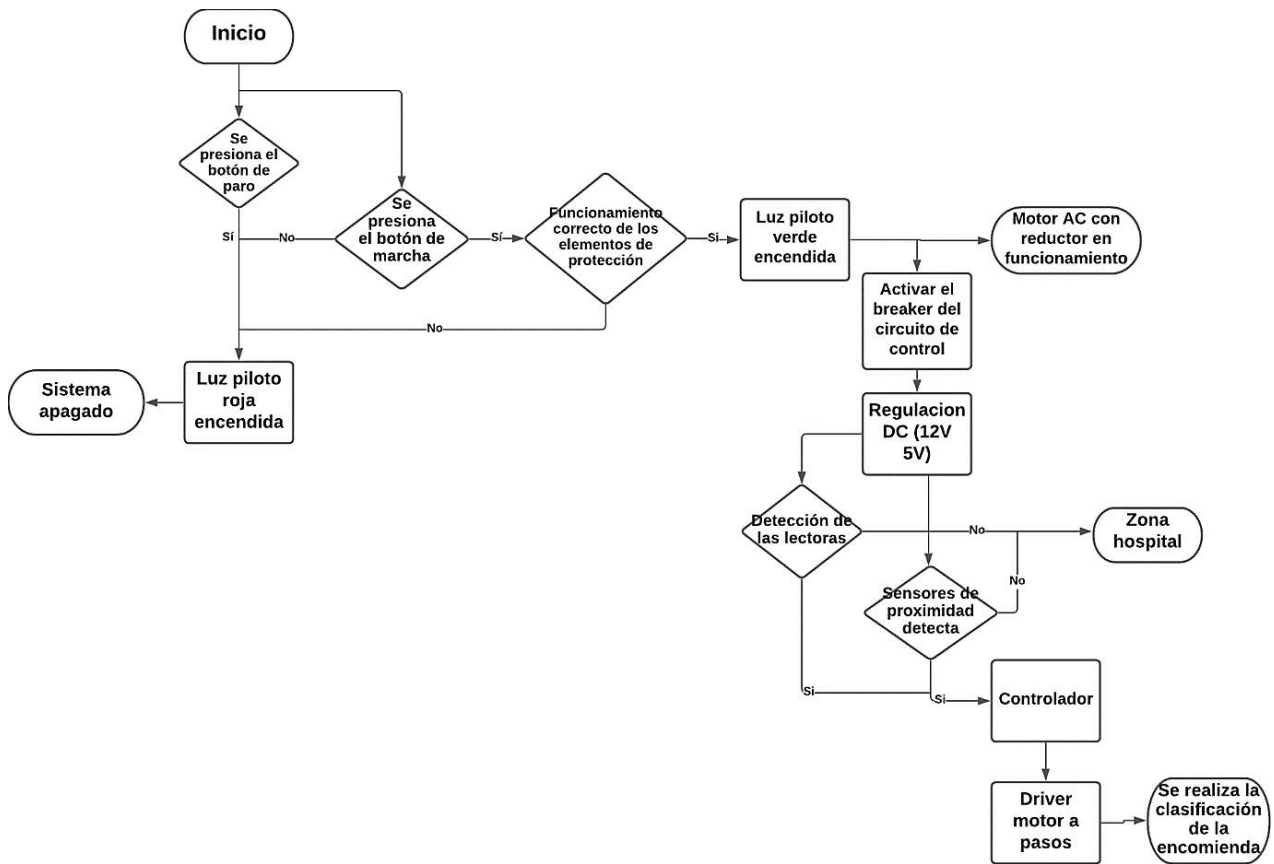 Inicio
Se
presiona el
botón de
paro
Sí
No
Se
presiona
el botón de
marcha
Sí
Funcionamiento
correcto de los
elementos de
protección
Si
No
Luz piloto
verde
encendida
Motor AC con
reductor en
funcionamiento
Activar el
breaker del
circuito de
control
Luz piloto
roja
encendida
Sistema
apagado
Regulacion
DC (12V
5V)
Detección de
las lectoras
No
Zona
hospital
Sensores de
proximidad
detecta
No
Si
Si
Controlador
Driver
motor a
pasos
Se realiza la
clasificación
de la
encomienda